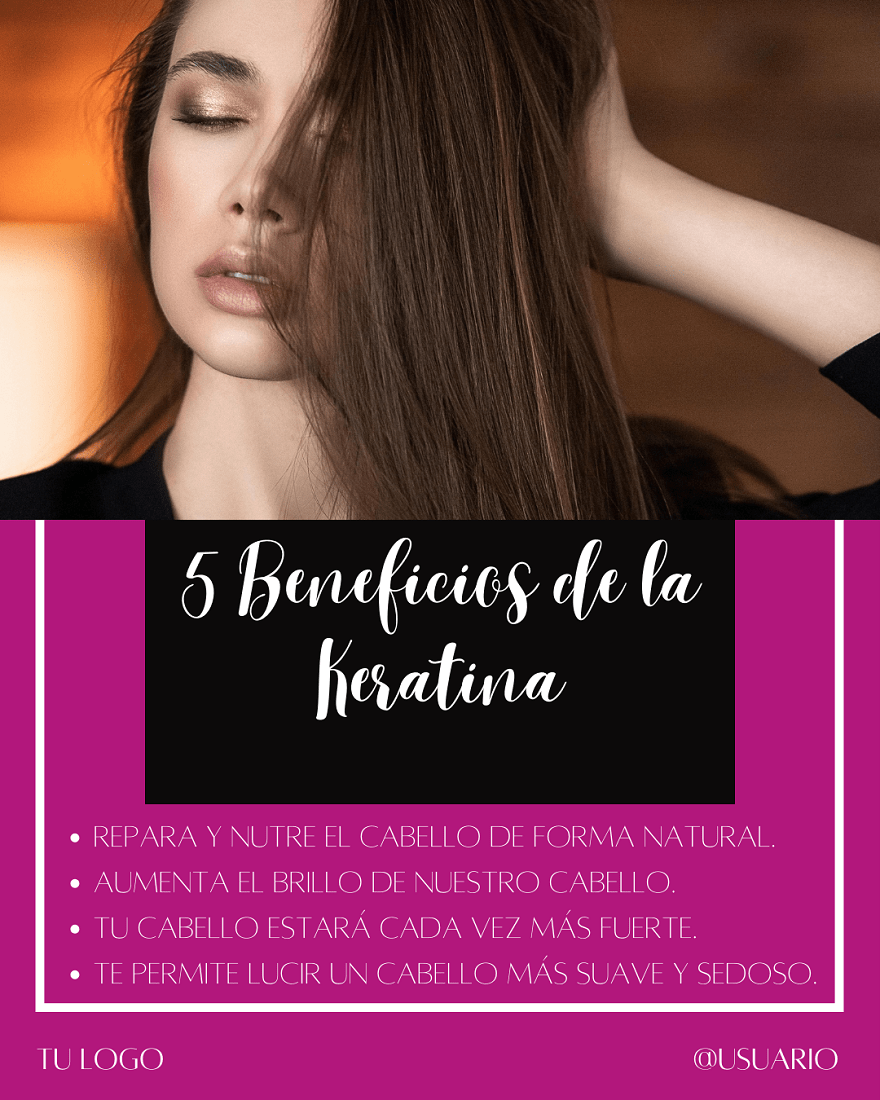 5 Beneficios de la
Keratina
• REPARA Y NUTRE EL CABELLO DE FORMA NATURAL.
• AUMENTA EL BRILLO DE NUESTRO CABELLO.
• TU CABELLO ESTARÁ CADA VEZ MÁS FUERTE.
• TE PERMITE LUCIR UN CABELLO MÁS SUAVE Y SEDOSO.
TU LOGO
@USUARIO